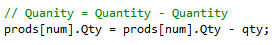 // Quanity = Quantity - Quantity
prods[num].Qty = prods[num].Qty - qty;